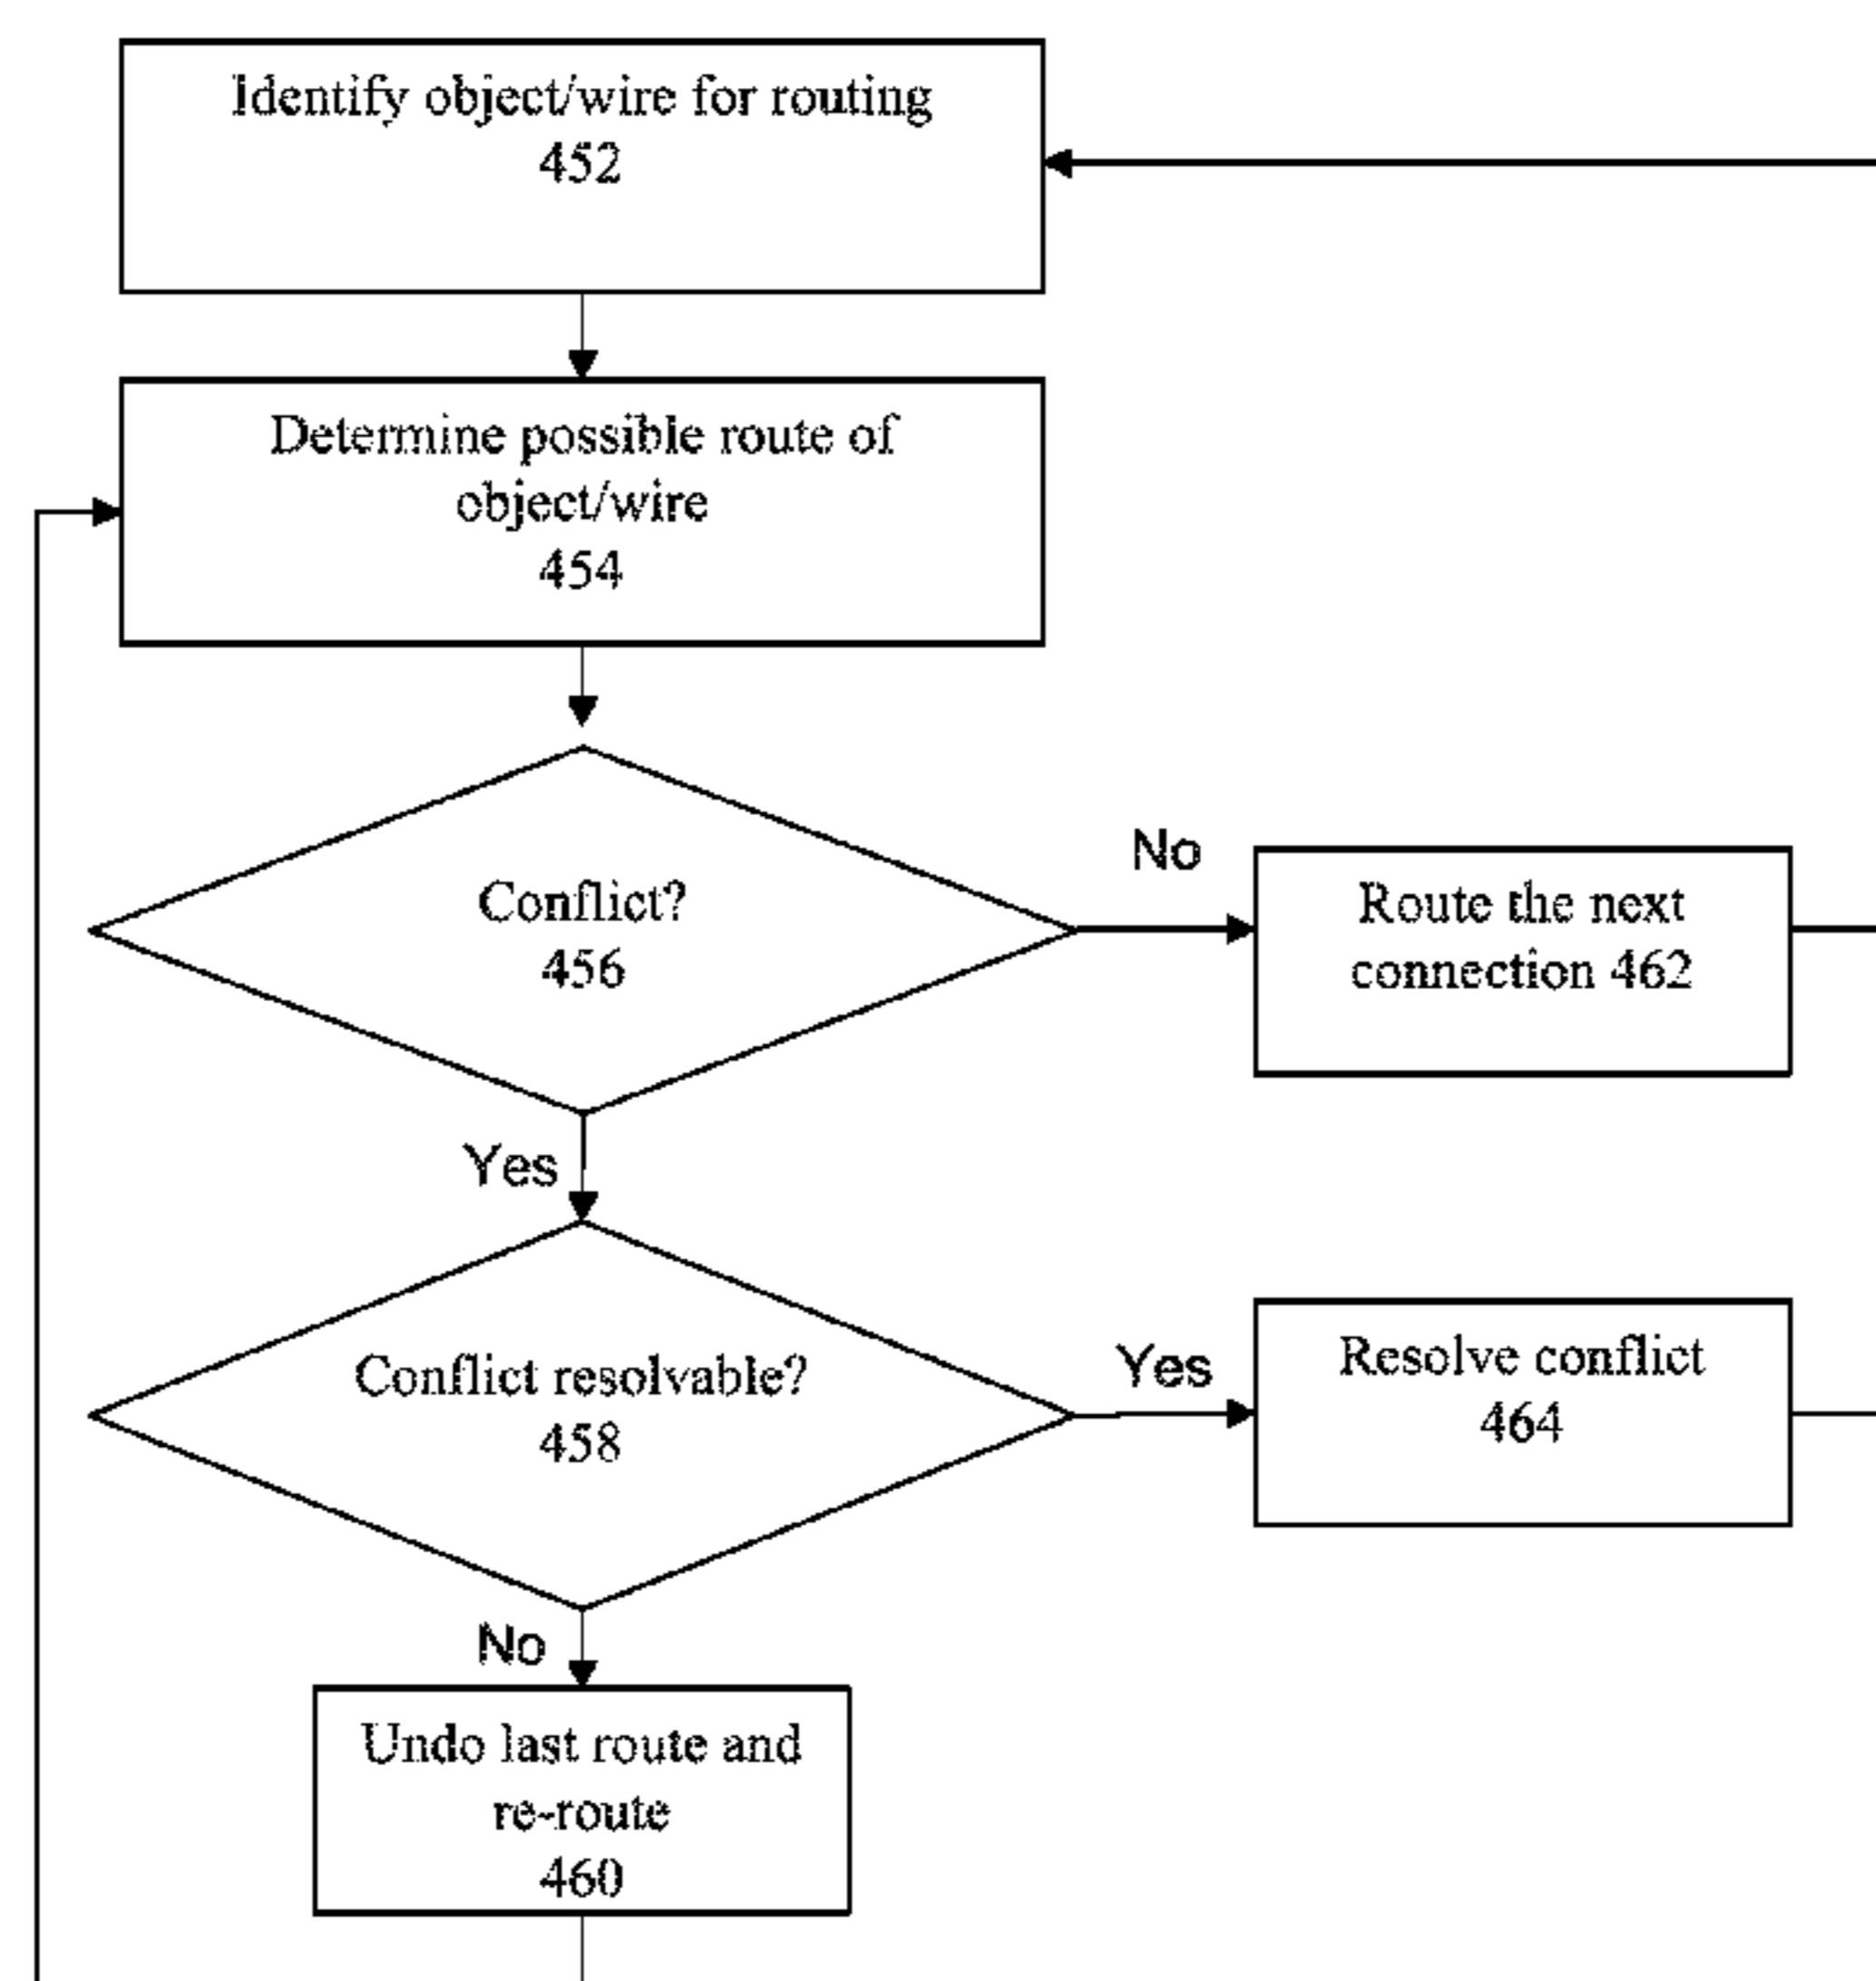 Identify object/wire for routing
452
Determine possible route of
object/wire
454
Conflict?
456
No
Route the next
connection 462
Yes
Conflict resolvable?
458
Yes
Resolve conflict
464
No
Undo last route and
re-route
460